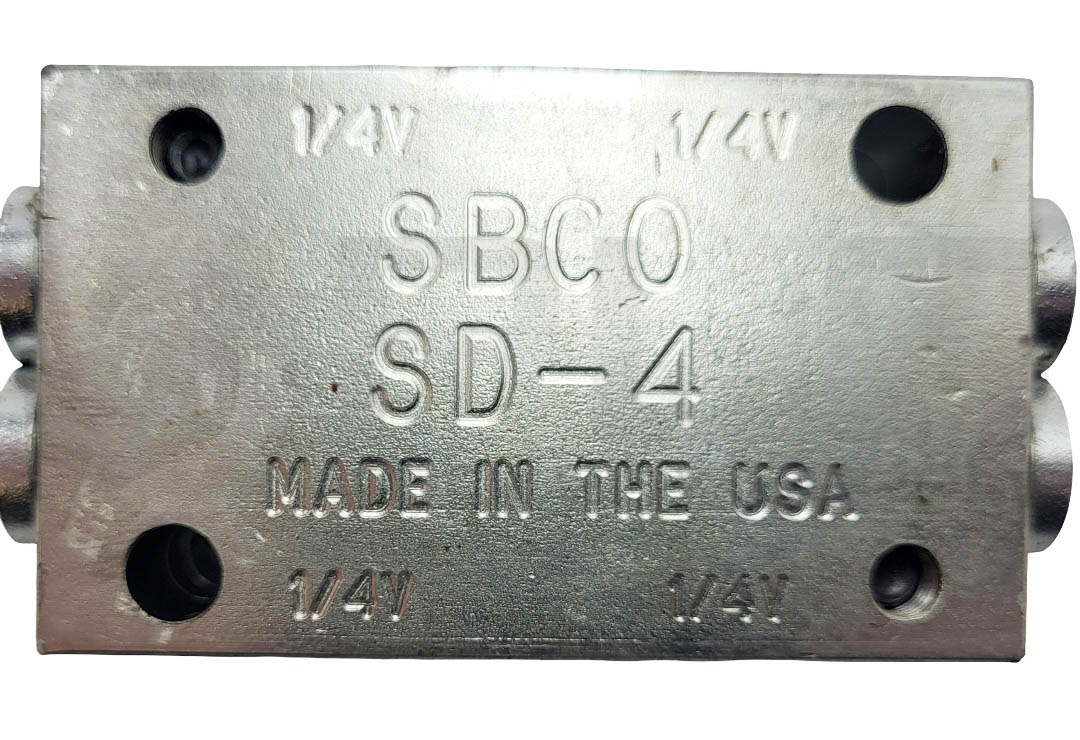 1/4V 1/4V
SBCO
SD-4
MADE IN THE USA
1/4V 1/4V